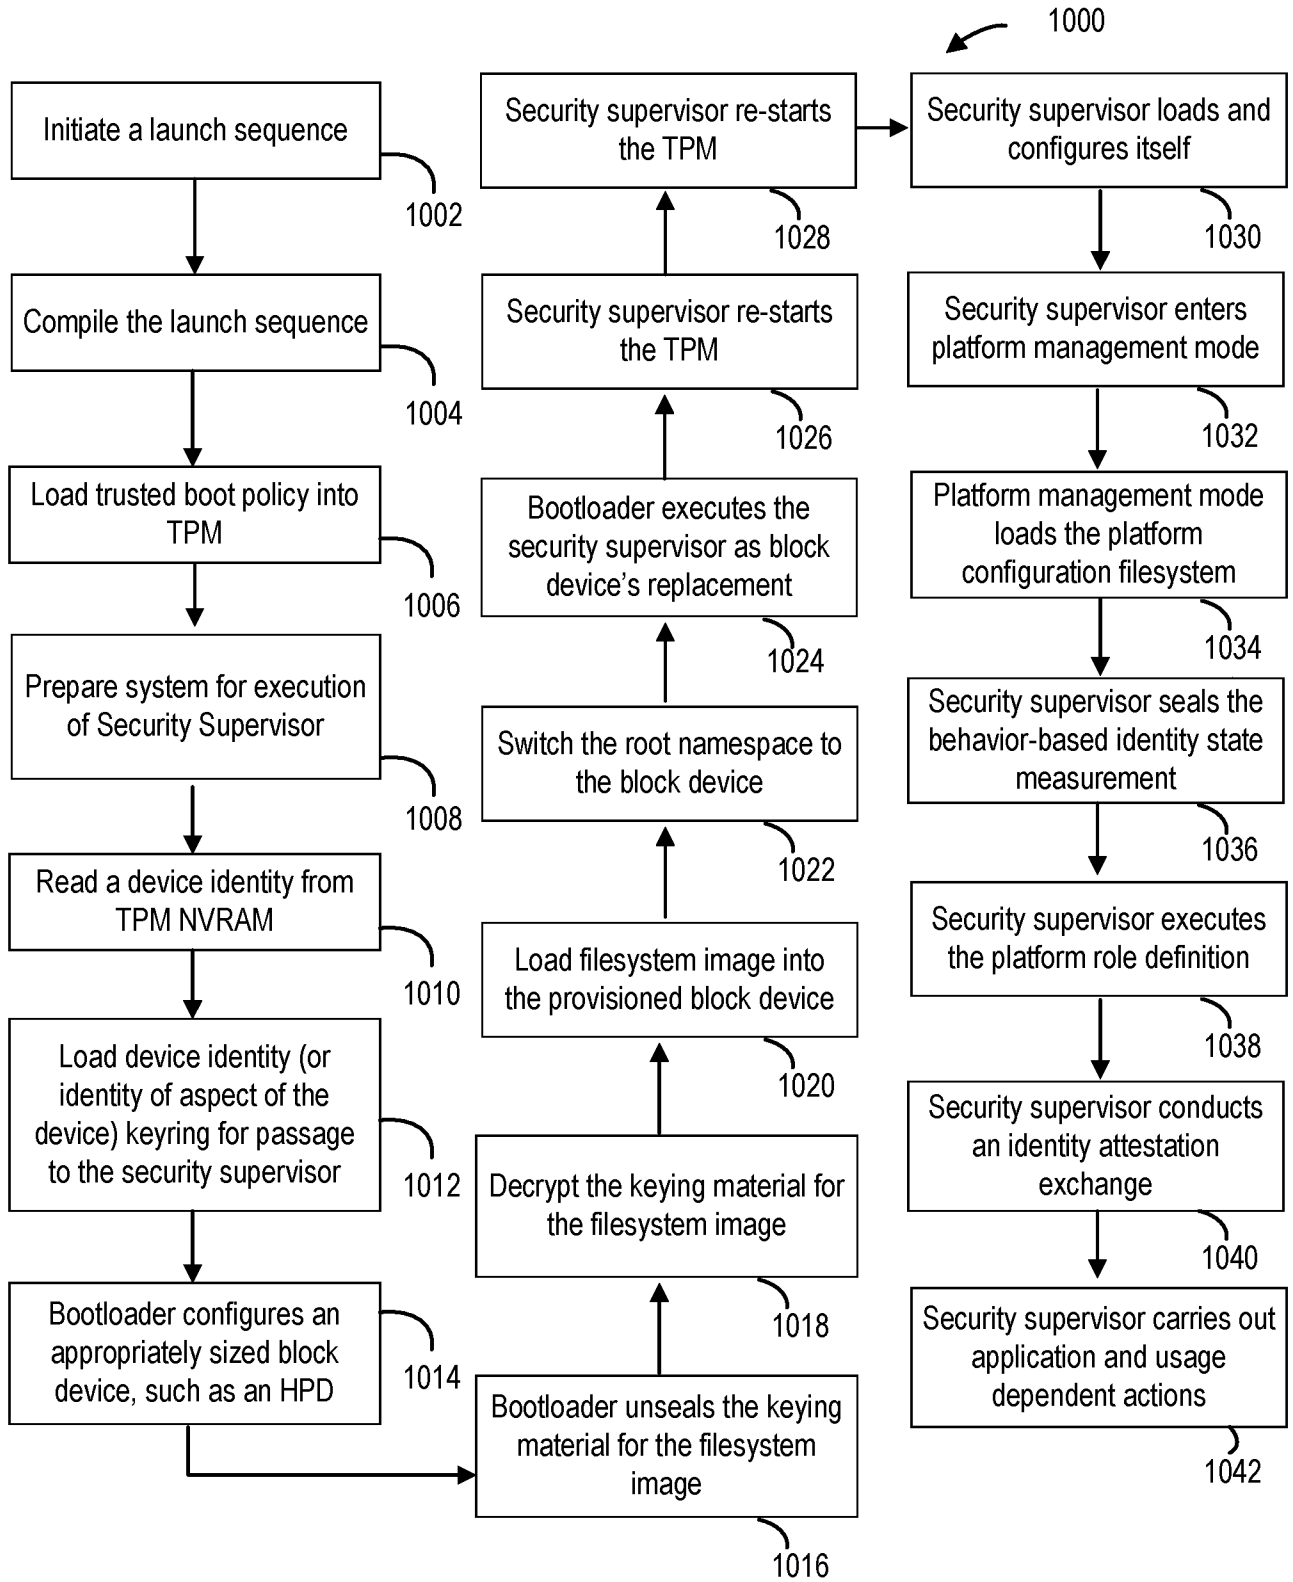 1000
Initiate a launch sequence
1002
Compile the launch sequence
1004
Load trusted boot policy into
TPM
1006
Prepare system for execution
of Security Supervisor
1008
Read a device identity from
TPM NVRAM
1010
Load device identity (or
identity of aspect of the
device) keyring for passage
to the security supervisor
1012
Bootloader configures an
appropriately sized block
device, such as an HPD
1014
Bootloader unseals the keying
material for the filesystem
image
1016
Decrypt the keying material for
the filesystem image
1018
Load filesystem image into
the provisioned block device
1020
Switch the root namespace to
the block device
1022
Bootloader executes the
security supervisor as block
device's replacement
1024
Security supervisor re-starts
the TPM
1026
Security supervisor re-starts
the TPM
1028
Security supervisor loads and
configures itself
1030
Security supervisor enters
platform management mode
1032
Platform management mode
loads the platform
configuration filesystem
1034
Security supervisor seals the
behavior-based identity state
measurement
1036
Security supervisor executes
the platform role definition
1038
Security supervisor conducts
an identity attestation
exchange
1040
Security supervisor carries out
application and usage
dependent actions
1042